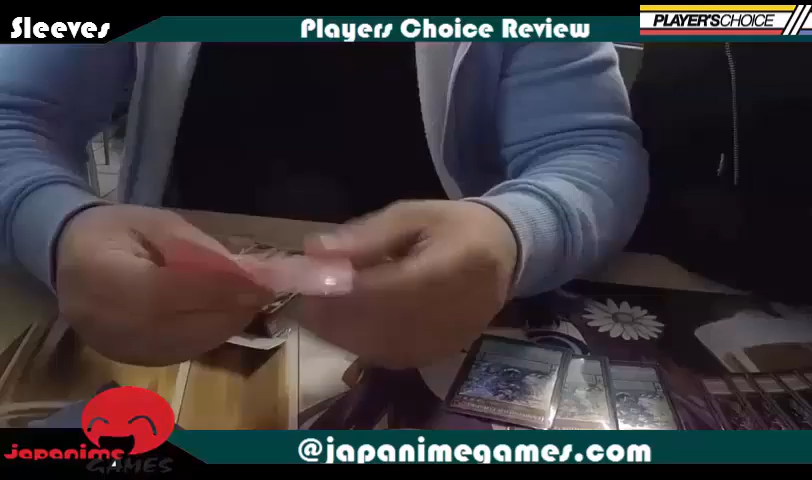 Sleeves
Players Choice Review
PLAYER'S CHOICE
japanime
GAMES
@japanimegames.com